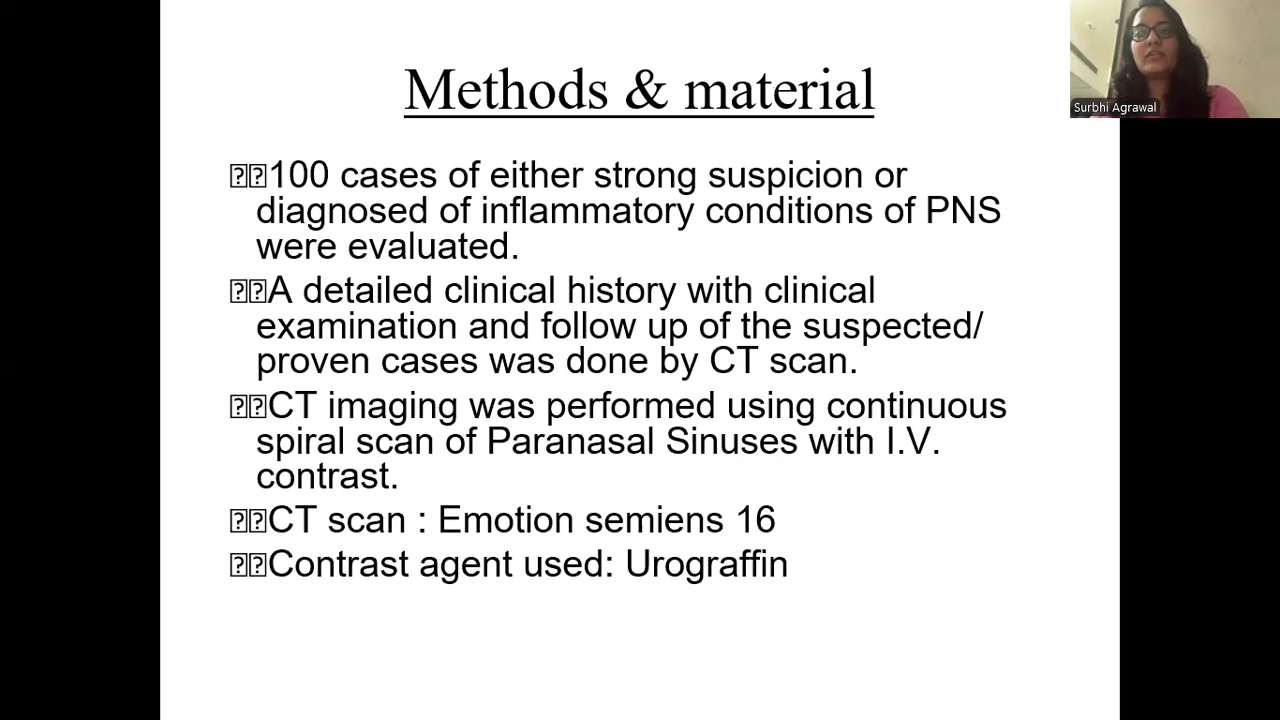 Methods & material
100 cases of either strong suspicion or
diagnosed of inflammatory conditions of PNS
were evaluated.
A detailed clinical history with clinical
examination and follow up of the suspected/
proven cases was done by CT scan.
CT imaging was performed using continuous
spiral scan of Paranasal Sinuses with I.V.
contrast.
CT scan : Emotion semiens 16
Contrast agent used: Urograffin
Surbhi Agrawal